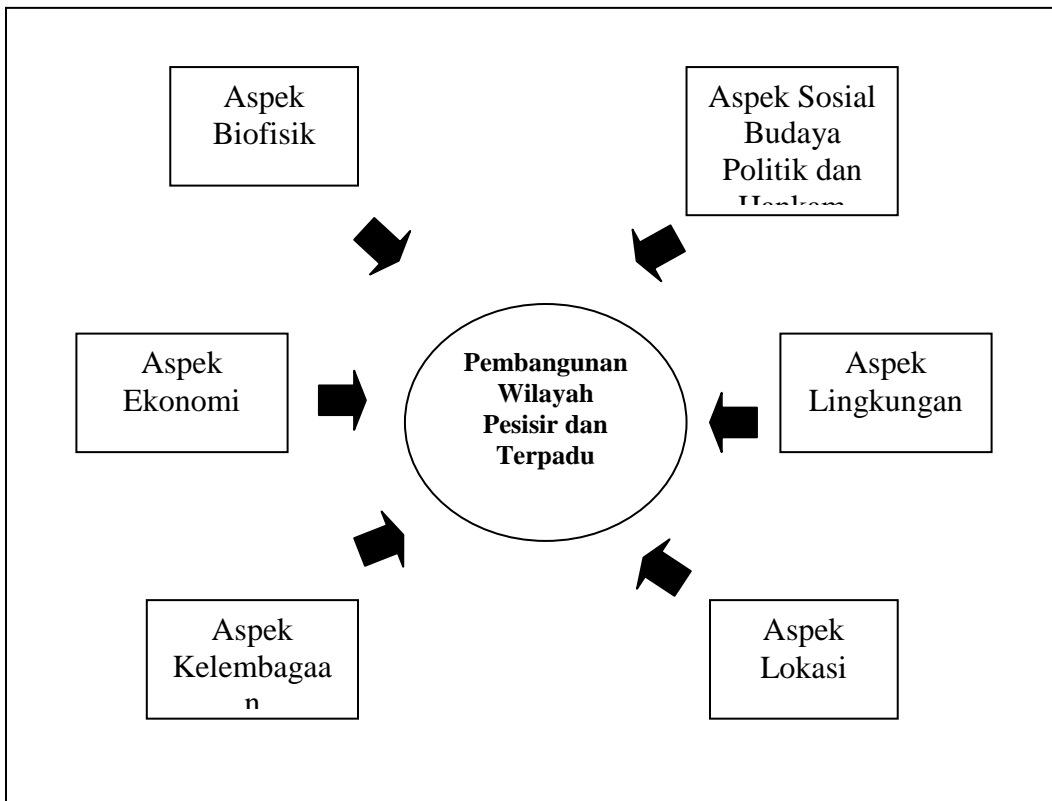 Aspek
Biofisik
Aspek Sosial
Budaya
Politik dan
Hankam
Aspek
Ekonomi
Pembangunan
Wilayah
Pesisir dan
Terpadu
Aspek
Lingkungan
Aspek
Kelembagaa
n
Aspek
Lokasi